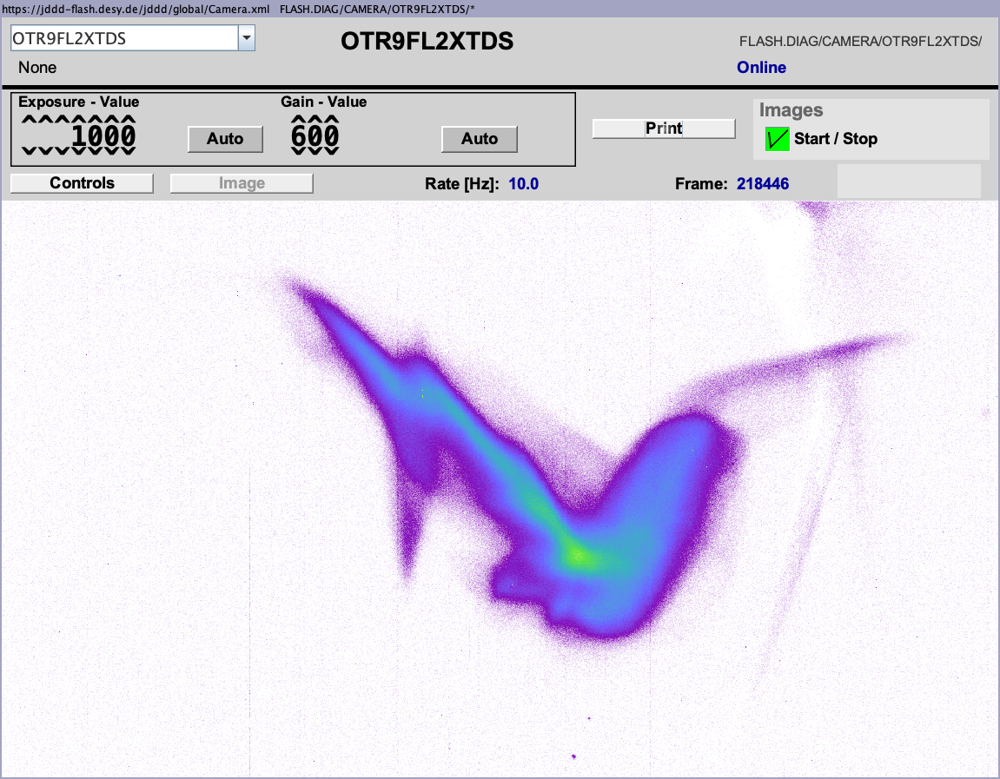 https://jddd-flash.desy.de/jddd/global/Camera.xml FLASH.DIAG/CAMERA/OTR9FL2XTDS/*
OTR9FL2XTDS
OTR9FL2XTDS
FLASH.DIAG/CAMERA/OTR9FL2XTDS/
None
Online
Exposure - Value
Gain - Value
1000
Auto
600
Auto
Print
Images
Start / Stop
Controls
Image
Rate [Hz]: 10.0
Frame: 218446